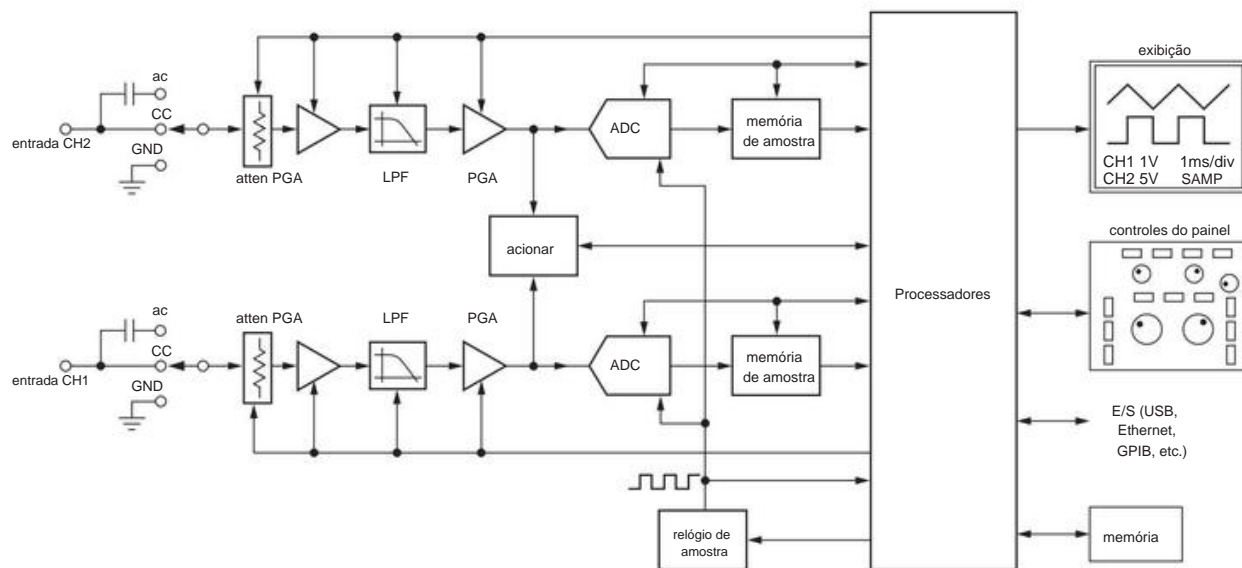 exibição
ac
CC
entrada CH2
GND
atten PGA
LPF
PGA
ADC
memória
de amostra
CH1 1V 1ms/div
CH2 5V SAMP
acionar
Processadores
controles do painel
ac
CC
entrada CH1
GND
atten PGA
LPF
PGA
ADC
memória
de amostra
E/S (USB,
Ethernet,
GPIB, etc.)
relógio de
amostra
memória